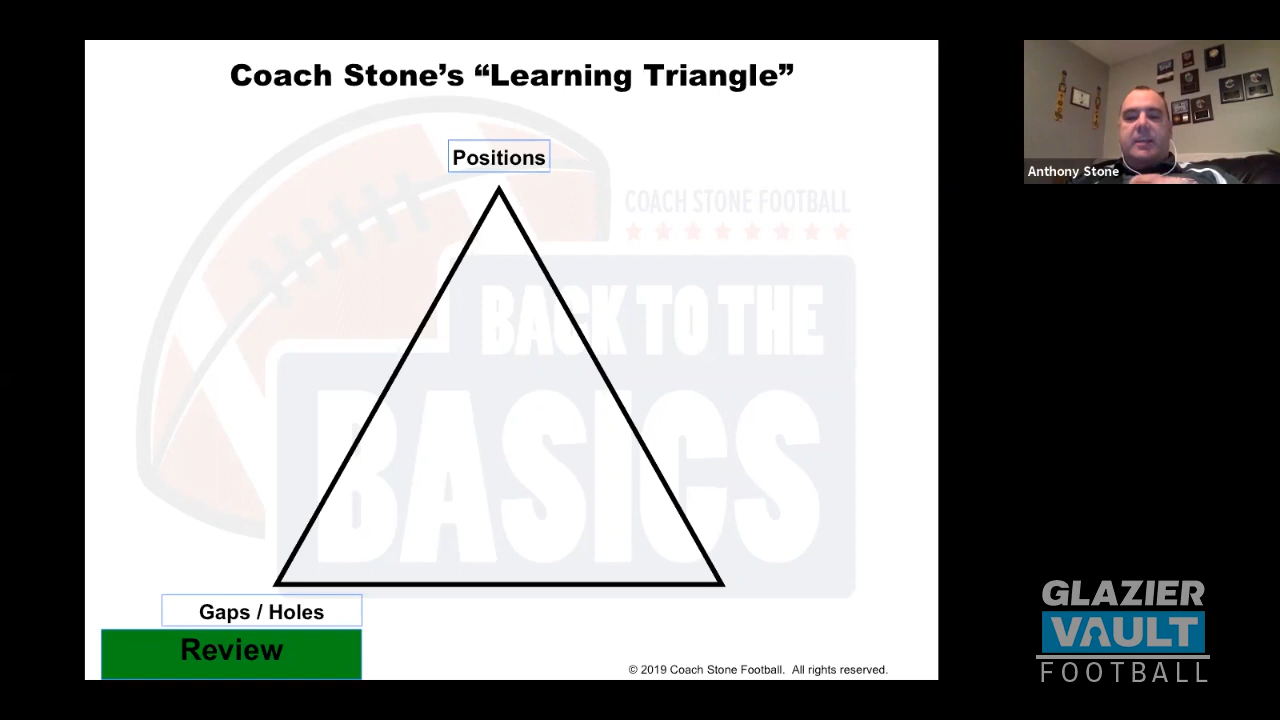 Coach Stone’s “Learning Triangle”
Positions
COACH STONE FOOTBALL
BACK TO THE
BASICS
Gaps / Holes
Review
© 2019 Coach Stone Football.  All rights reserved.
Anthony Stone
GLAZIER
VAULT
FOOTBALL